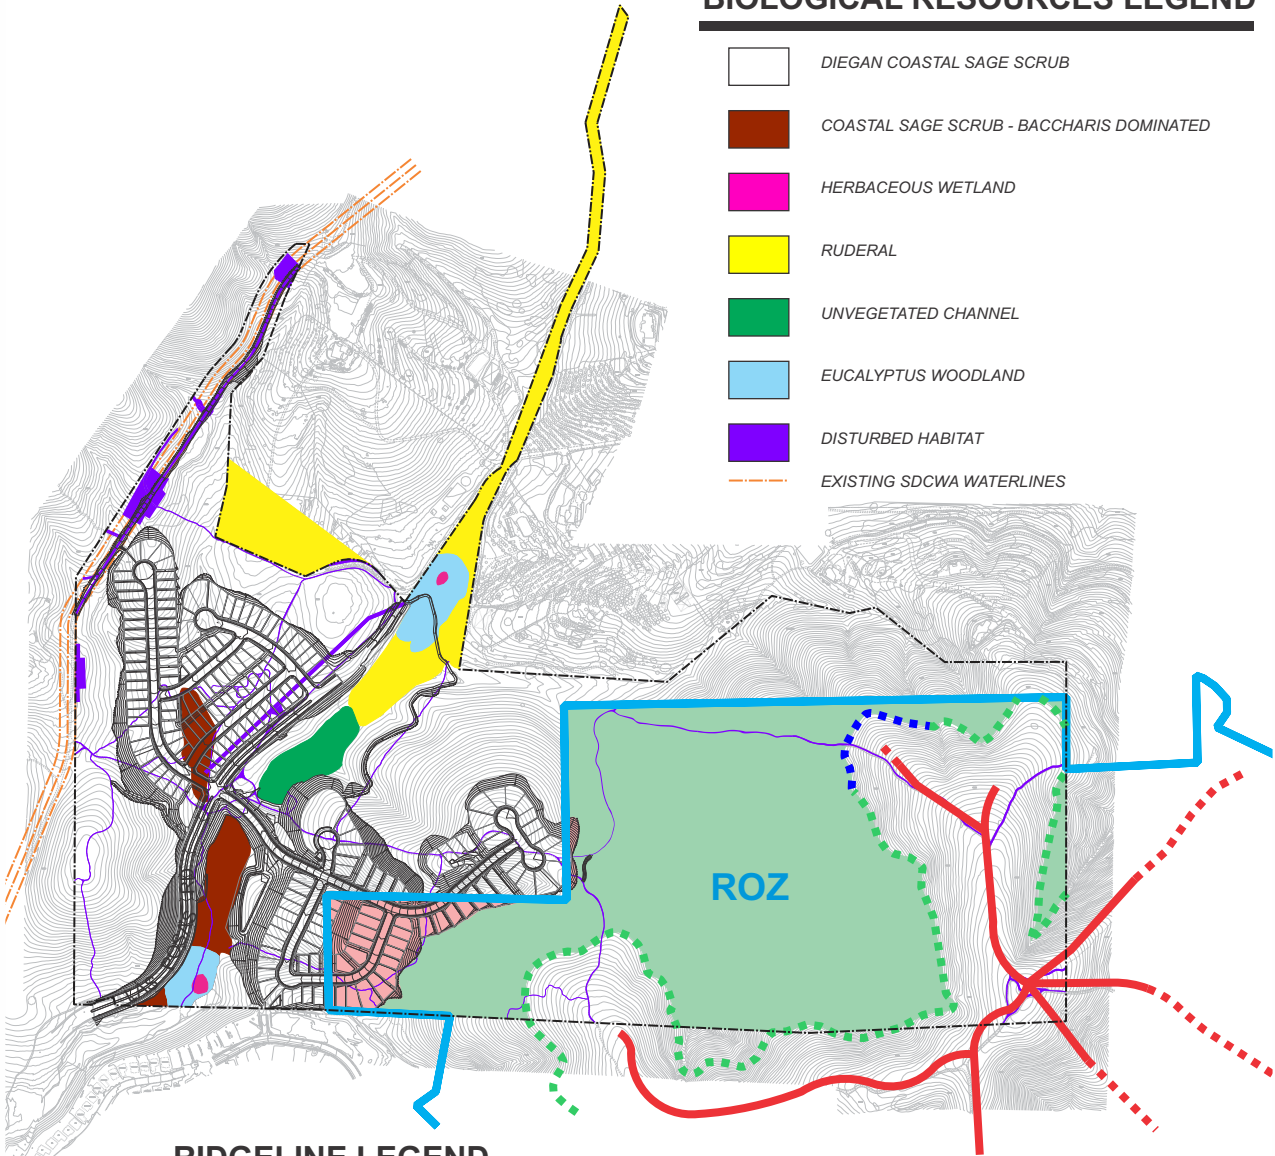 BIOLOGICAL RESOURCES LEGEND
DIEGAN COASTAL SAGE SCRUB
COASTAL SAGE SCRUB - BACCHARIS DOMINATED
HERBACEOUS WETLAND
RUDERAL
UNVEGETATED CHANNEL
EUCALYPTUS WOODLAND
DISTURBED HABITAT
EXISTING SDCWA WATERLINES
ROZ
RIDGELINE LEGEND